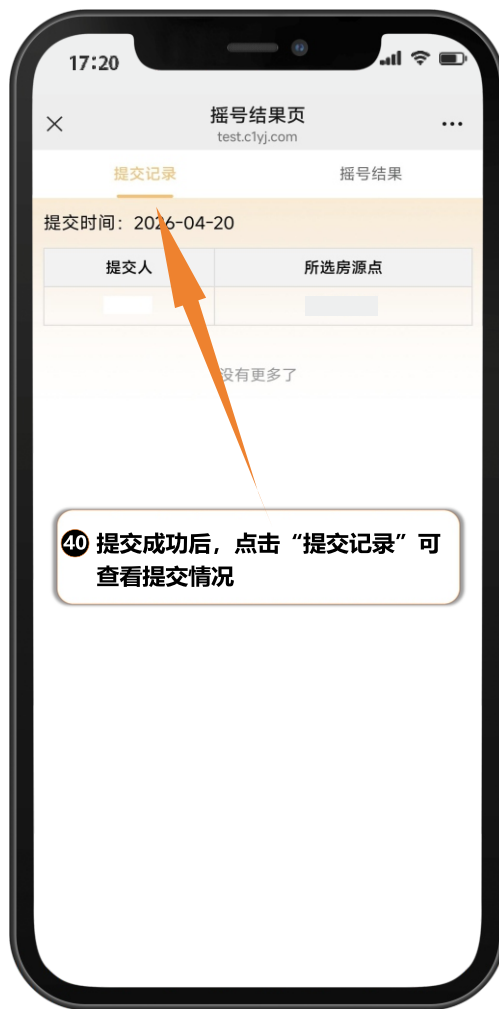 17:20
摇号结果页
test.c1yj.com
提交记录
摇号结果
提交时间：2026-04-20
提交人
所选房源点
没有更多了
40 提交成功后，点击“提交记录”可
查看提交情况